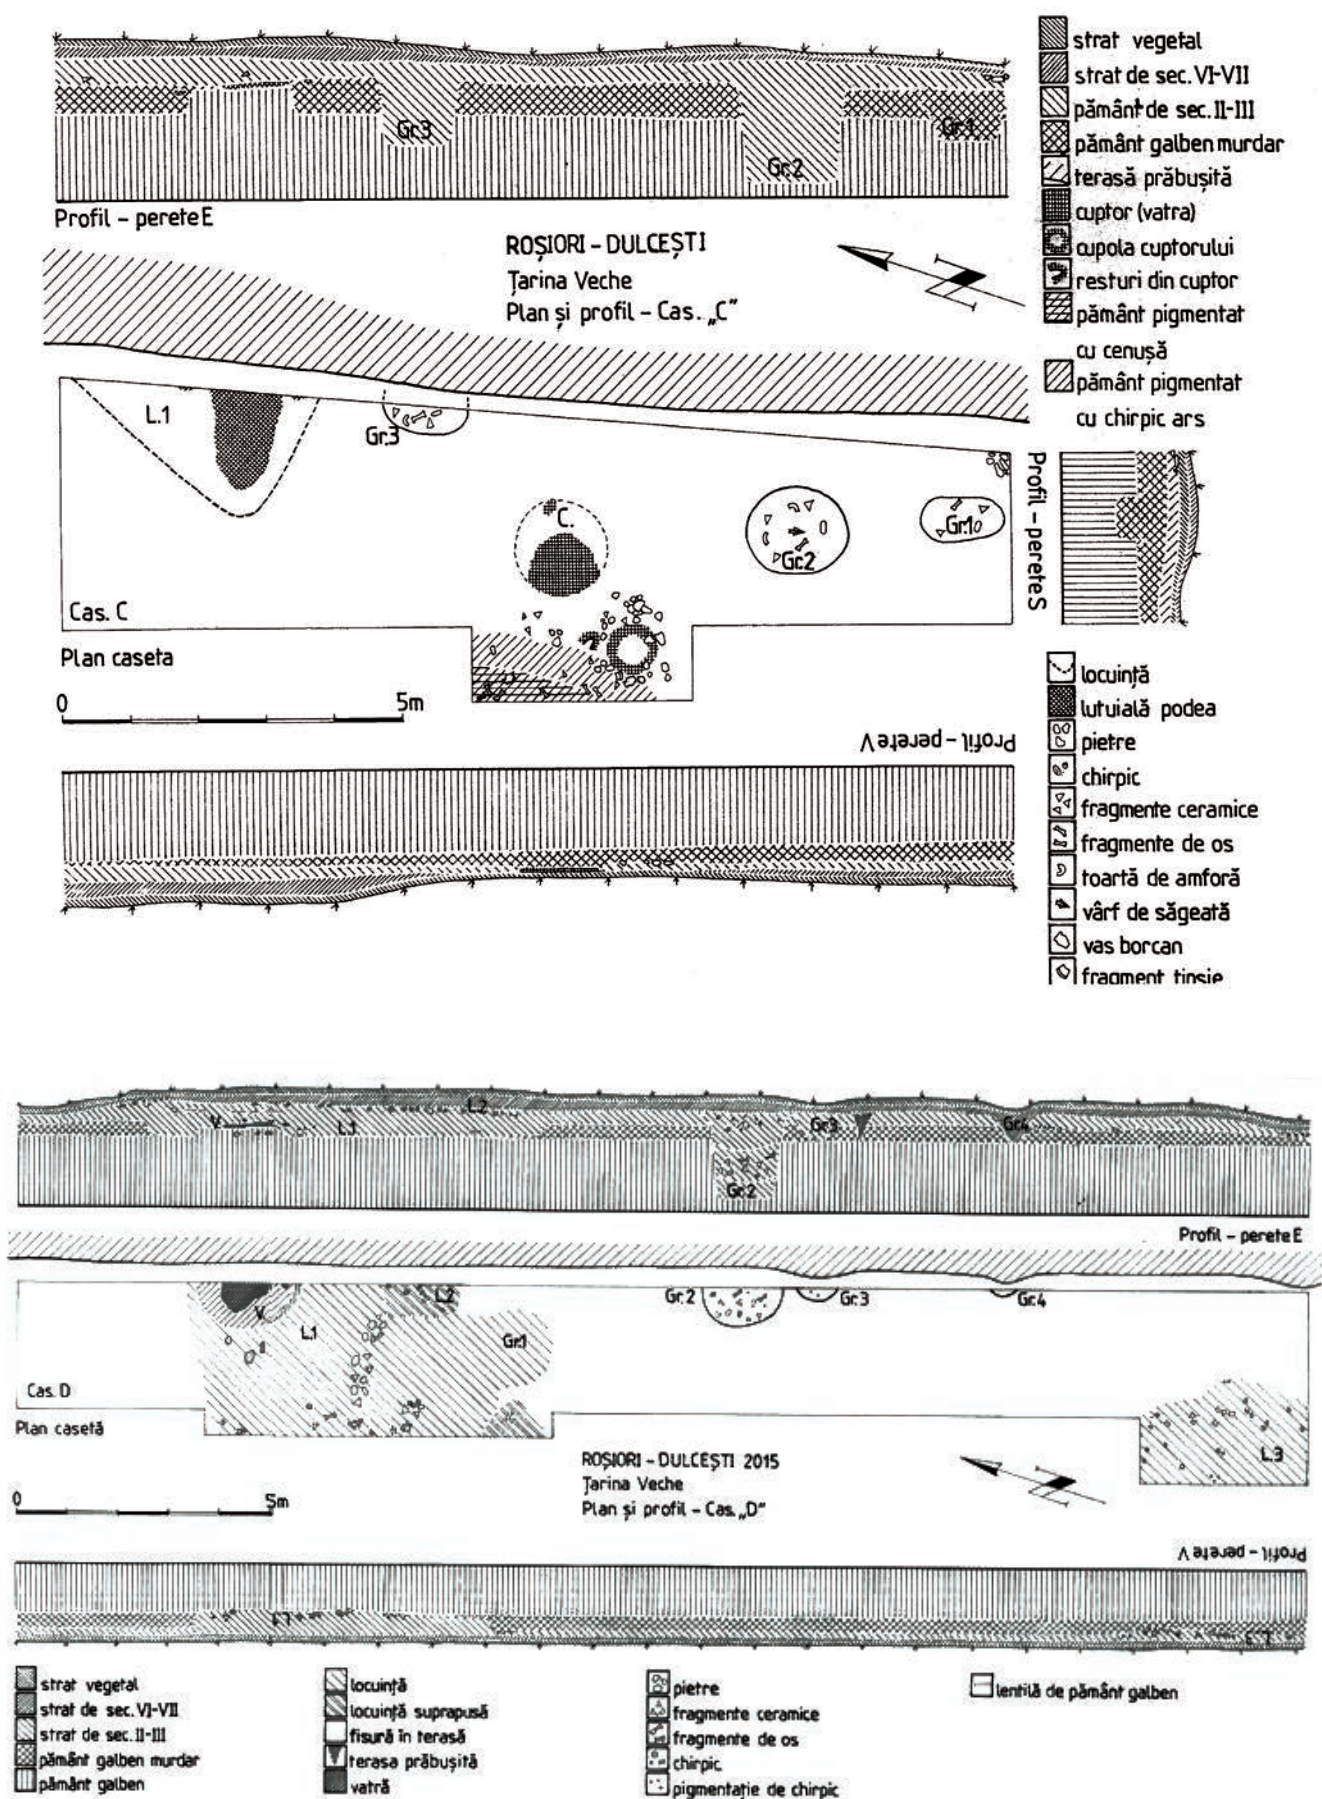 Gr.3
Gr.2
Gr.1
Profil - perete E
ROȘIORI - DULCEȘTI
Țarina Veche
Plan și profil - Cas. „C”
strat vegetal
strat de sec. VI-VII
pământ de sec. II-III
pământ galben murdar
terasă prăbușită
cuptor (vatra)
cupola cuptorului
resturi din cuptor
pământ pigmentat
cu cenușă
pământ pigmentat
cu chirpic ars
L.1
Gr.3
C.
Gr.2
Gr.1
Cas. C
Profil - perete S
Plan caseta
0 5m
Profil - perete V
locuință
lutuială podea
pietre
chirpic
fragmente ceramice
fragmente de os
toartă de amforă
vârf de săgeată
vas borcan
fragment tipsie
V.
L.1
L.2
Gr.2
Gr.3
Gr.4
Profil - perete E
V.
L.1
L.2
Gr.1
Gr.2
Gr.3
Gr.4
Cas. D
L.3
Plan casetă
ROȘIORI - DULCEȘTI 2015
Țarina Veche
Plan și profil - Cas. „D”
0 5m
Profil - perete V
L.1
L.3
strat vegetal
strat de sec. VI-VII
strat de sec. II-III
pământ galben murdar
pământ galben
locuință
locuință suprapusă
fisură în terasă
terasa prăbușită
vatră
pietre
fragmente ceramice
fragmente de os
chirpic
pigmentație de chirpic
lentilă de pământ galben